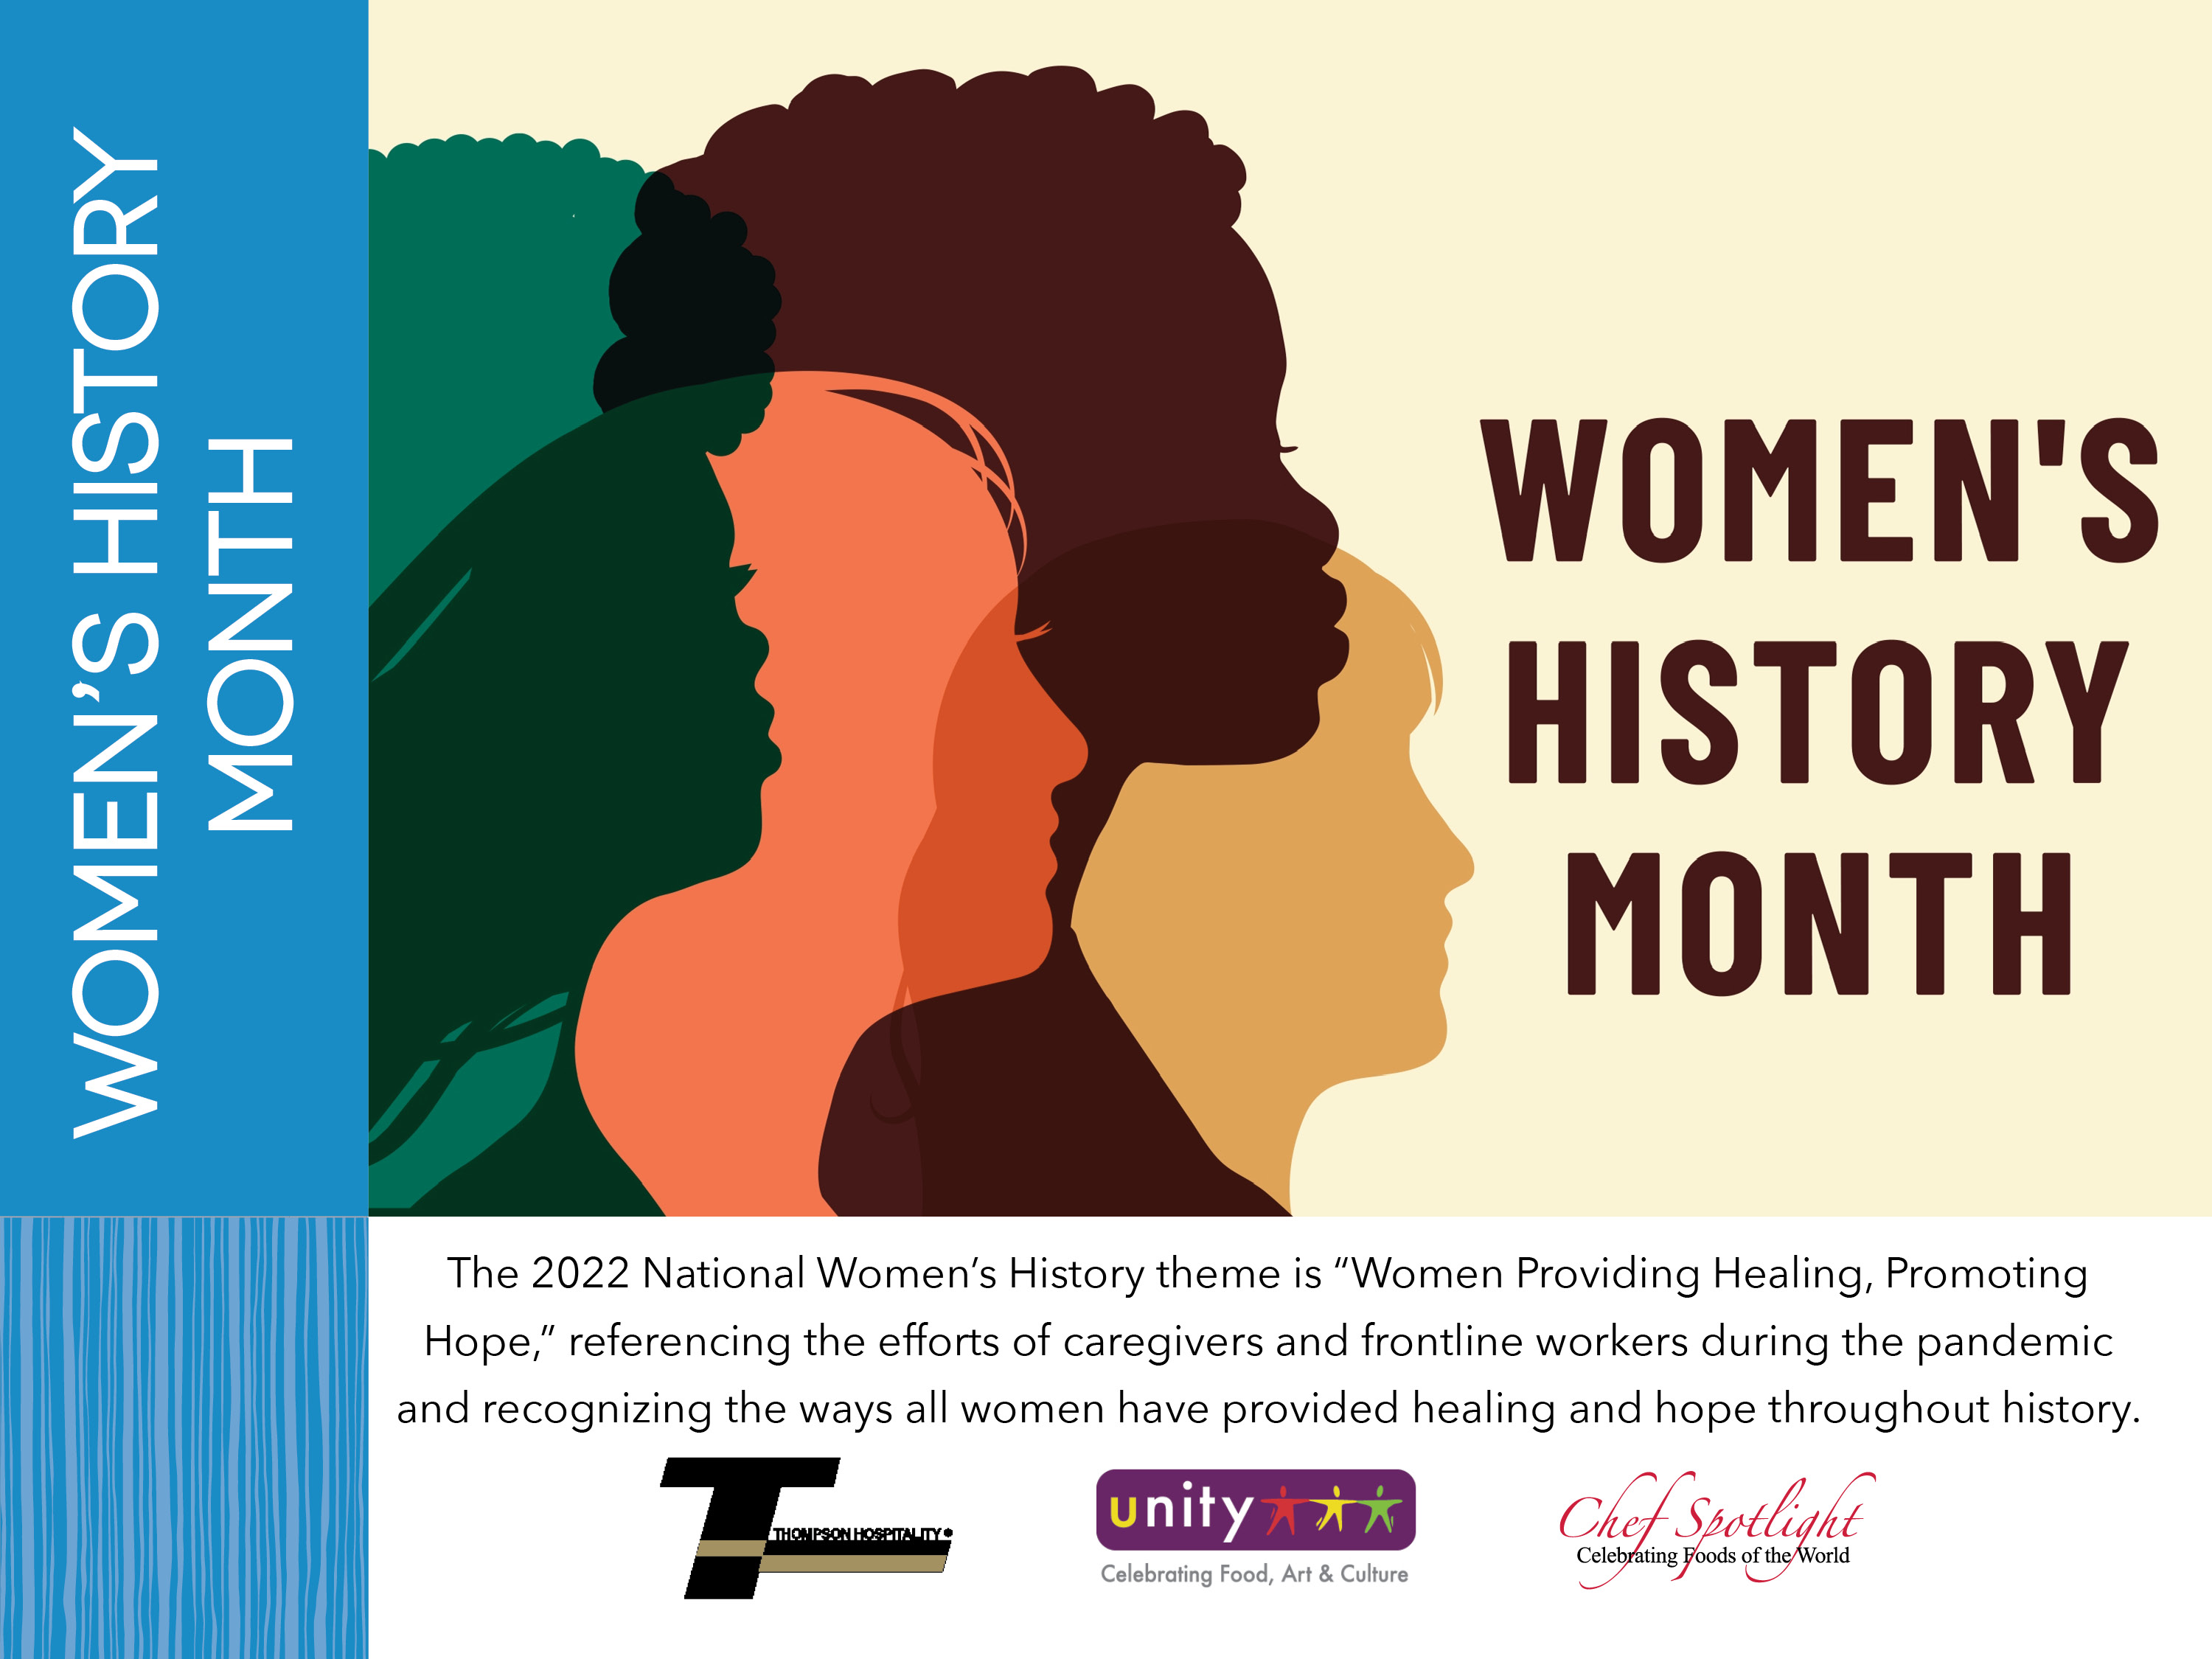 WOMEN’S HISTORY
MONTH
WOMEN'S
HISTORY
MONTH
The 2022 National Women’s History theme is “Women Providing Healing, Promoting
Hope,” referencing the efforts of caregivers and frontline workers during the pandemic
and recognizing the ways all women have provided healing and hope throughout history.
THOMPSON HOSPITALITY®
unity
Celebrating Food, Art & Culture
Chef Spotlight
Celebrating Foods of the World